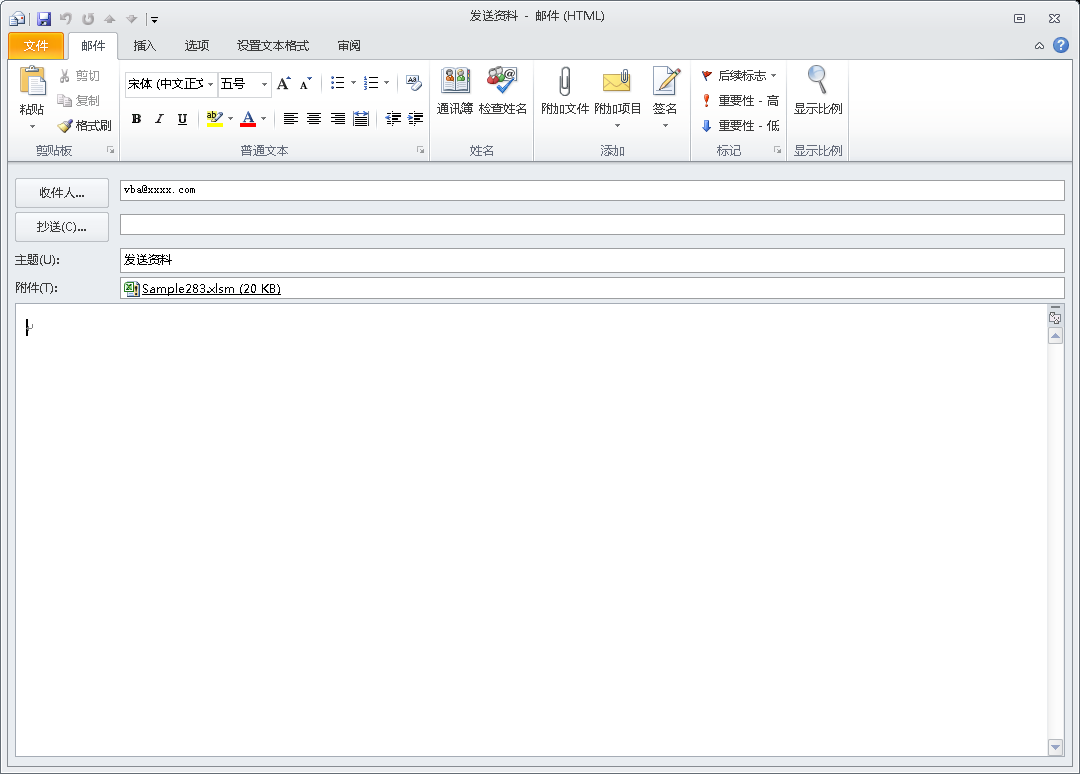 发送资料 - 邮件 (HTML)
文件 邮件 插入 选项 设置文本格式 审阅
粘贴 剪切 复制 格式刷
剪贴板
宋体 (中文正文 五号
B I U ab A
普通文本
通讯簿 检查姓名
姓名
附加文件 附加项目 签名
添加
后续标志
重要性 - 高
重要性 - 低
标记
显示比例
显示比例
收件人... vba@xxxx.com
抄送(C)...
主题(U): 发送资料
附件(T): Sample283.xlsm (20 KB)